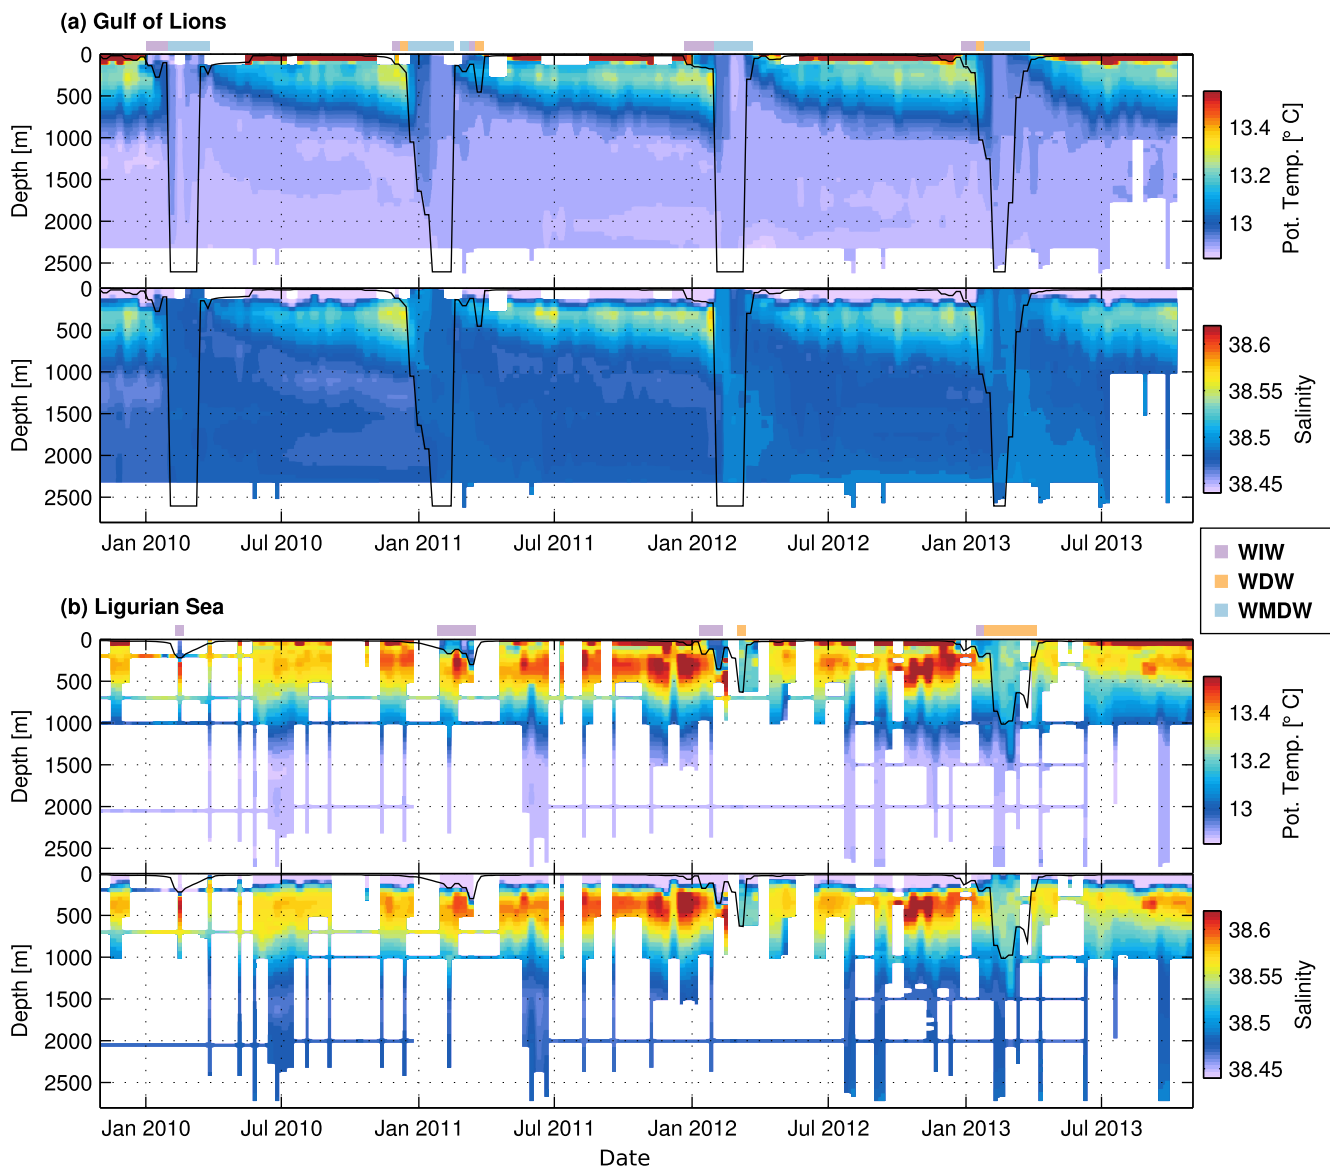 (a) Gulf of Lions
0
500
1000
1500
2000
2500
Depth [m]
13.4
13.2
13
Pot. Temp. [° C]
0
500
1000
1500
2000
2500
Depth [m]
38.6
38.55
38.5
38.45
Salinity
Jan 2010 Jul 2010 Jan 2011 Jul 2011 Jan 2012 Jul 2012 Jan 2013 Jul 2013
WIW
WDW
WMDW
(b) Ligurian Sea
0
500
1000
1500
2000
2500
Depth [m]
13.4
13.2
13
Pot. Temp. [° C]
0
500
1000
1500
2000
2500
Depth [m]
38.6
38.55
38.5
38.45
Salinity
Jan 2010 Jul 2010 Jan 2011 Jul 2011 Jan 2012 Jul 2012 Jan 2013 Jul 2013
Date